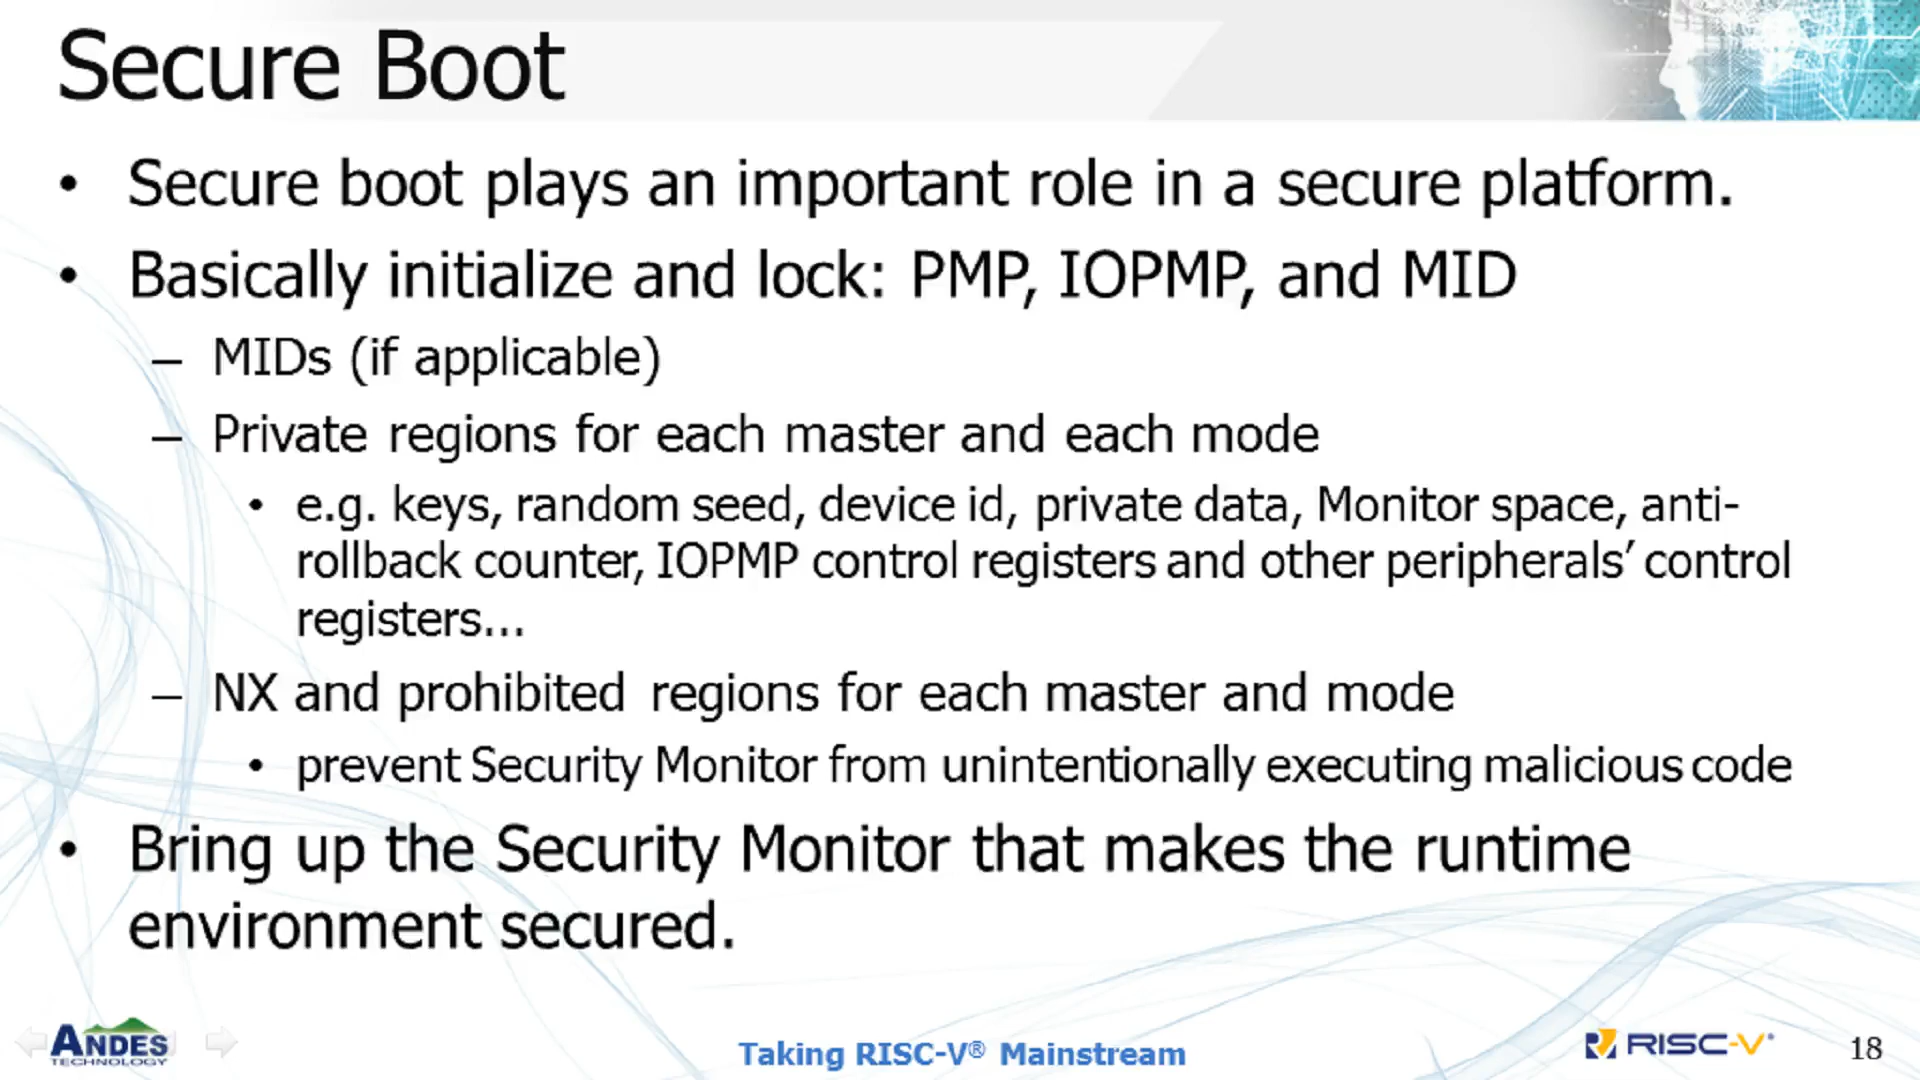 Secure Boot
• Secure boot plays an important role in a secure platform.
• Basically initialize and lock: PMP, IOPMP, and MID
– MIDs (if applicable)
– Private regions for each master and each mode
• e.g. keys, random seed, device id, private data, Monitor space, anti-
rollback counter, IOPMP control registers and other peripherals’ control
registers...
– NX and prohibited regions for each master and mode
• prevent Security Monitor from unintentionally executing malicious code
• Bring up the Security Monitor that makes the runtime
environment secured.
ANDES
TECHNOLOGY
Taking RISC-V® Mainstream
RISC-V®
18